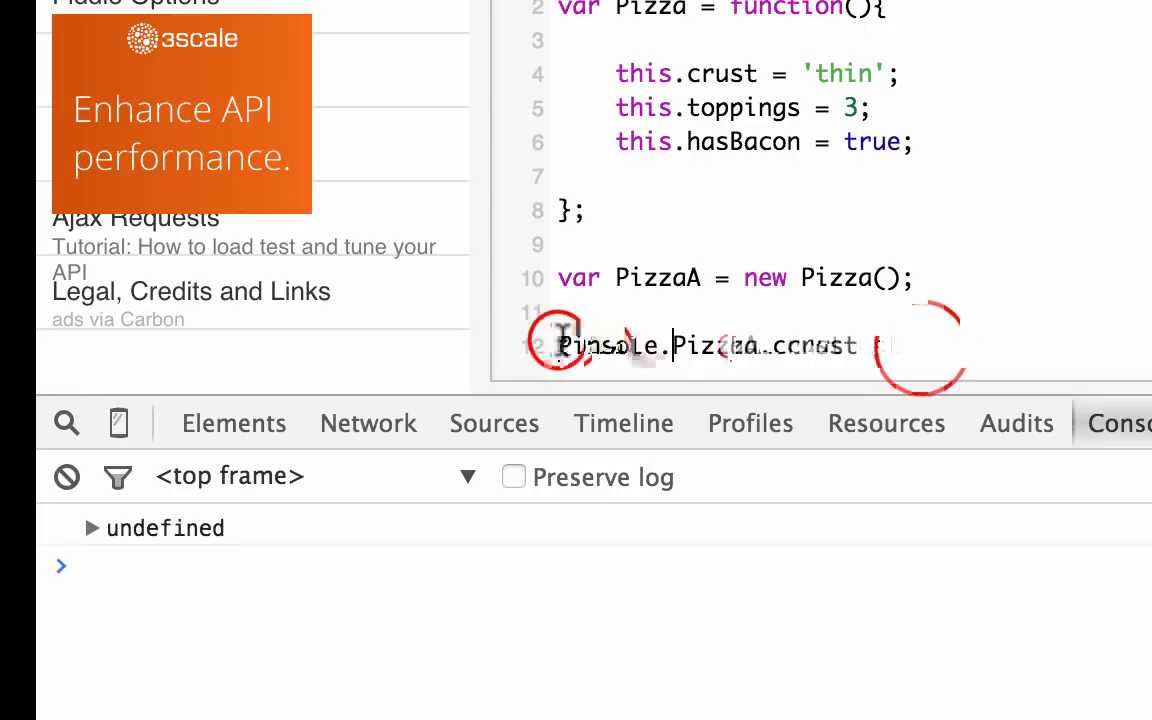 Fiddle Options
3scale
Enhance API
performance.
Ajax Requests
Tutorial: How to load test and tune your
API
Legal, Credits and Links
ads via Carbon
2 var Pizza = function(){
3
4 this.crust = 'thin';
5 this.toppings = 3;
6 this.hasBacon = true;
7
8 };
9
10 var PizzaA = new Pizza();
11
12
Elements Network Sources Timeline Profiles Resources Audits
<top frame> ▼ Preserve log
▶ undefined
>